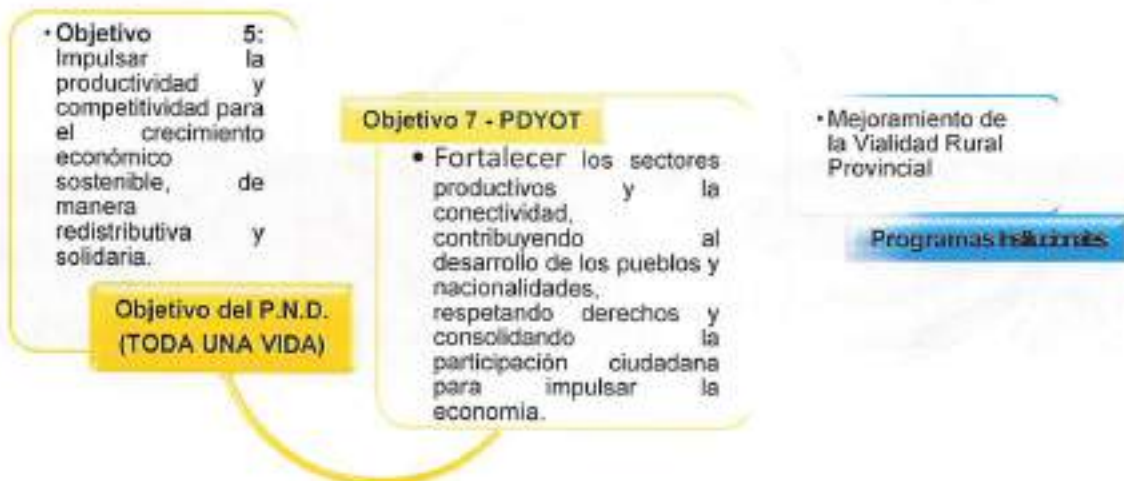 • Objetivo 5:
Impulsar la
productividad y
competitividad para
el crecimiento
económico
sostenible, de
manera
redistributiva y
solidaria.
Objetivo del P.N.D.
(TODA UNA VIDA)
Objetivo 7 - PDYOT
• Fortalecer los sectores
productivos y la
conectividad,
contribuyendo al
desarrollo de los pueblos y
nacionalidades,
respetando derechos y
consolidando la
participación ciudadana
para impulsar la
economía.
• Mejoramiento de
la Vialidad Rural
Provincial
Programas Institucionales